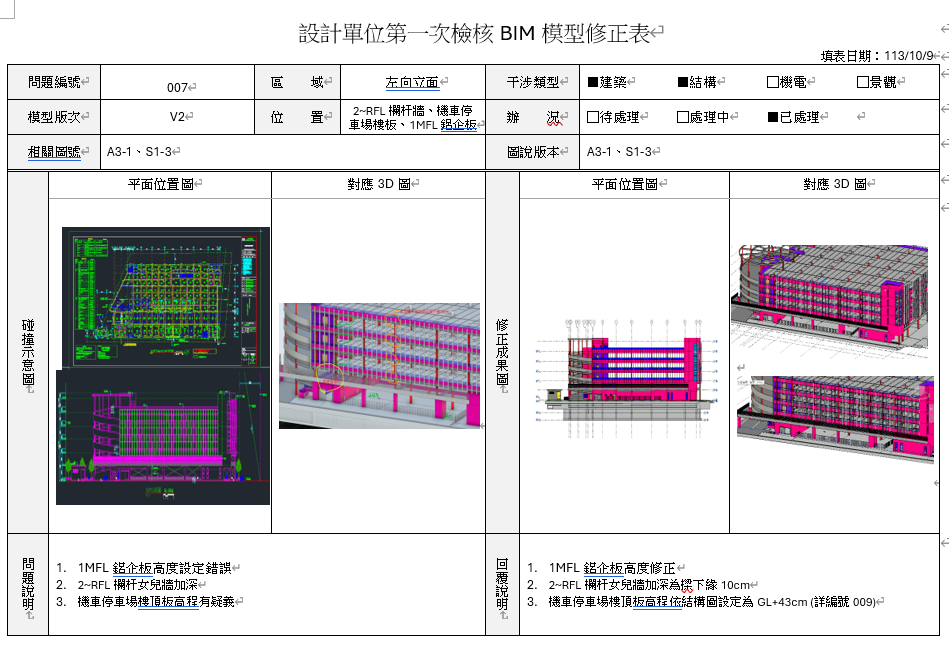 設計單位第一次檢核 BIM 模型修正表
填表日期：113/10/9
問題編號 007 區 域 左向立面 干涉類型 ■建築 ■結構 □機電 □景觀
模型版次 V2 位 置 2~RFL 欄杆牆、機車停
車場樓板、1MFL 鋁企板 辦 況 □待處理 □處理中 ■已處理
相關圖號 A3-1、S1-3 圖說版本 A3-1、S1-3
平面位置圖 對應 3D 圖 平面位置圖 對應 3D 圖
碰撞示意圖
修正成果圖
問題說明
1. 1MFL 鋁企板高度設定錯誤
2. 2~RFL 欄杆女兒牆加深
3. 機車停車場樓頂板高程有疑義
回覆說明
1. 1MFL 鋁企板高度修正
2. 2~RFL 欄杆女兒牆加深為樑下緣 10cm
3. 機車停車場樓頂板高程依結構圖設定為 GL+43cm (詳編號 009)